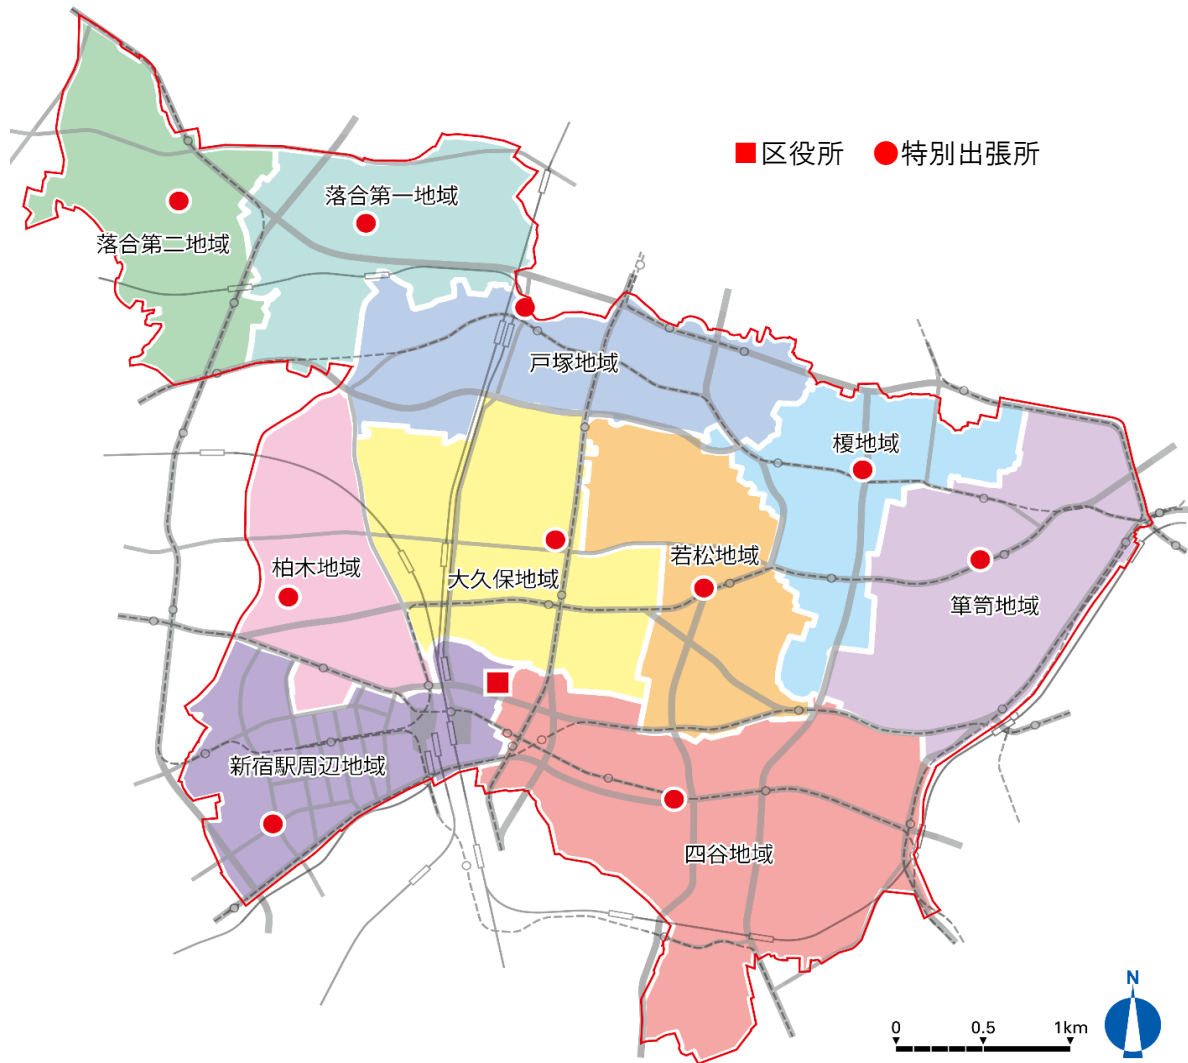 区役所
特別出張所
落合第一地域
落合第二地域
戸塚地域
榎地域
若松地域
柏木地域
大久保地域
簞笥地域
新宿駅周辺地域
四谷地域
N
0 0.5 1km